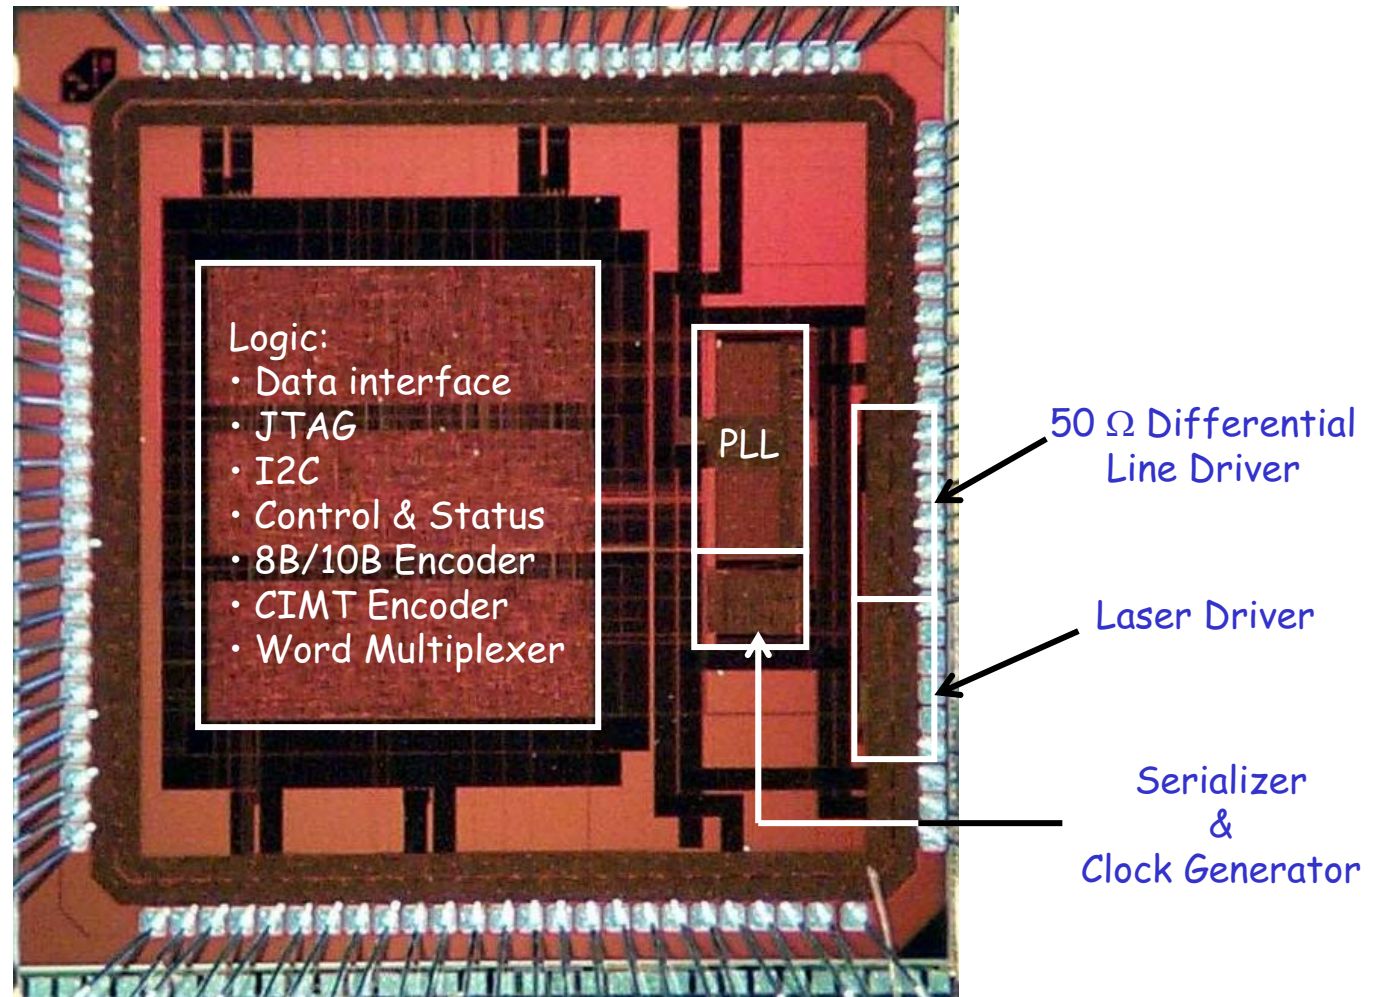 Logic:
• Data interface
• JTAG
• I2C
• Control & Status
• 8B/10B Encoder
• CIMT Encoder
• Word Multiplexer
PLL
50 Ω Differential
Line Driver
Laser Driver
Serializer
&
Clock Generator